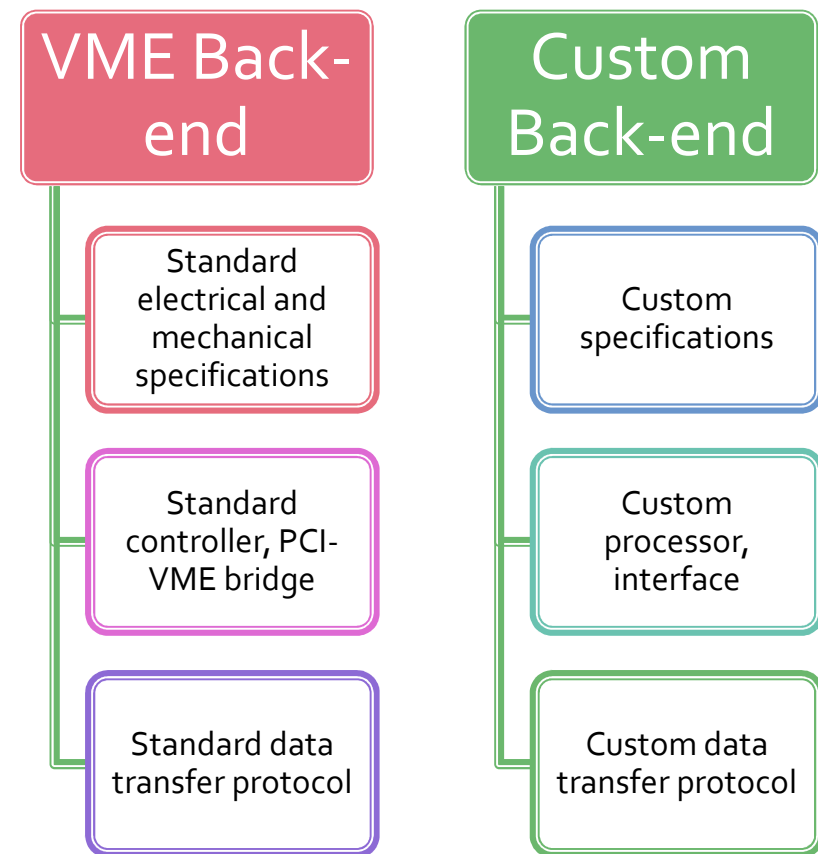 VME Back-
end
Standard
electrical and
mechanical
specifications
Standard
controller, PCI-
VME bridge
Standard data
transfer protocol
Custom
Back-end
Custom
specifications
Custom
processor,
interface
Custom data
transfer protocol